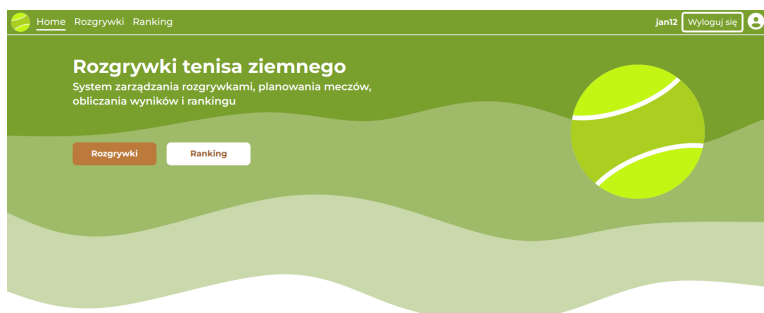 Home Rozgrywki Ranking jan12 Wyloguj się
Rozgrywki tenisa ziemnego
System zarządzania rozgrywkami, planowania meczów,
obliczania wyników i rankingu
Rozgrywki Ranking